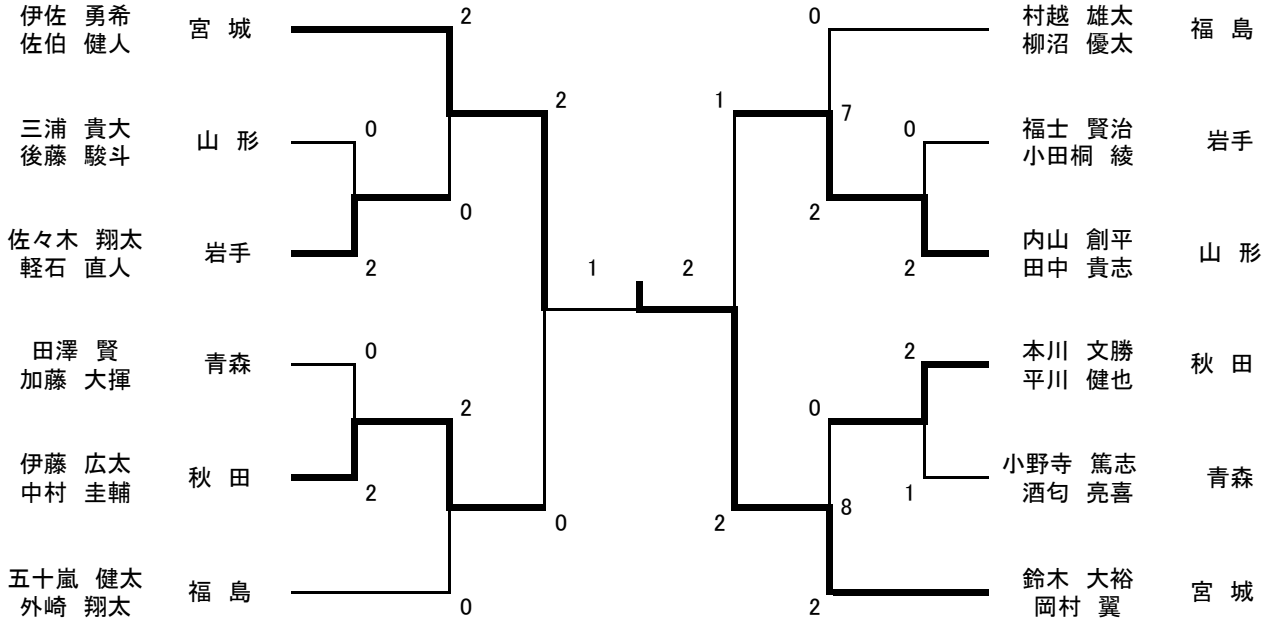 伊佐 勇希
佐伯 健人
宮 城
2
0
村越 雄太
柳沼 優太
福 島
2
1
7
三浦 貴大
後藤 駿斗
山 形
0
0
福士 賢治
小田桐 綾
岩手
0
2
佐々木 翔太
軽石 直人
岩手
2
1
2
2
内山 創平
田中 貴志
山 形
田澤 賢
加藤 大揮
青森
0
2
本川 文勝
平川 健也
秋 田
2
0
伊藤 広太
中村 圭輔
秋 田
2
1
小野寺 篤志
酒匂 亮喜
青森
0
2
8
五十嵐 健太
外崎 翔太
福 島
0
2
鈴木 大裕
岡村 翼
宮 城